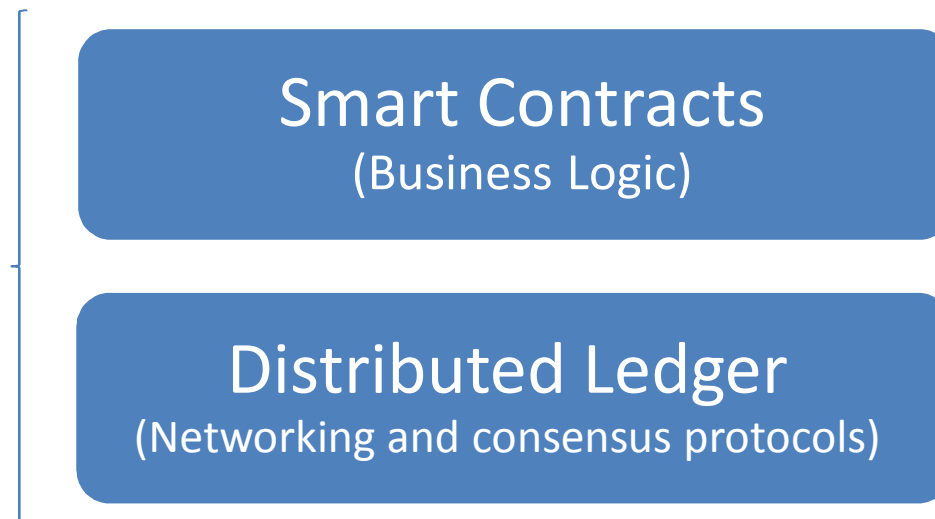 Smart Contracts
(Business Logic)
Distributed Ledger
(Networking and consensus protocols)